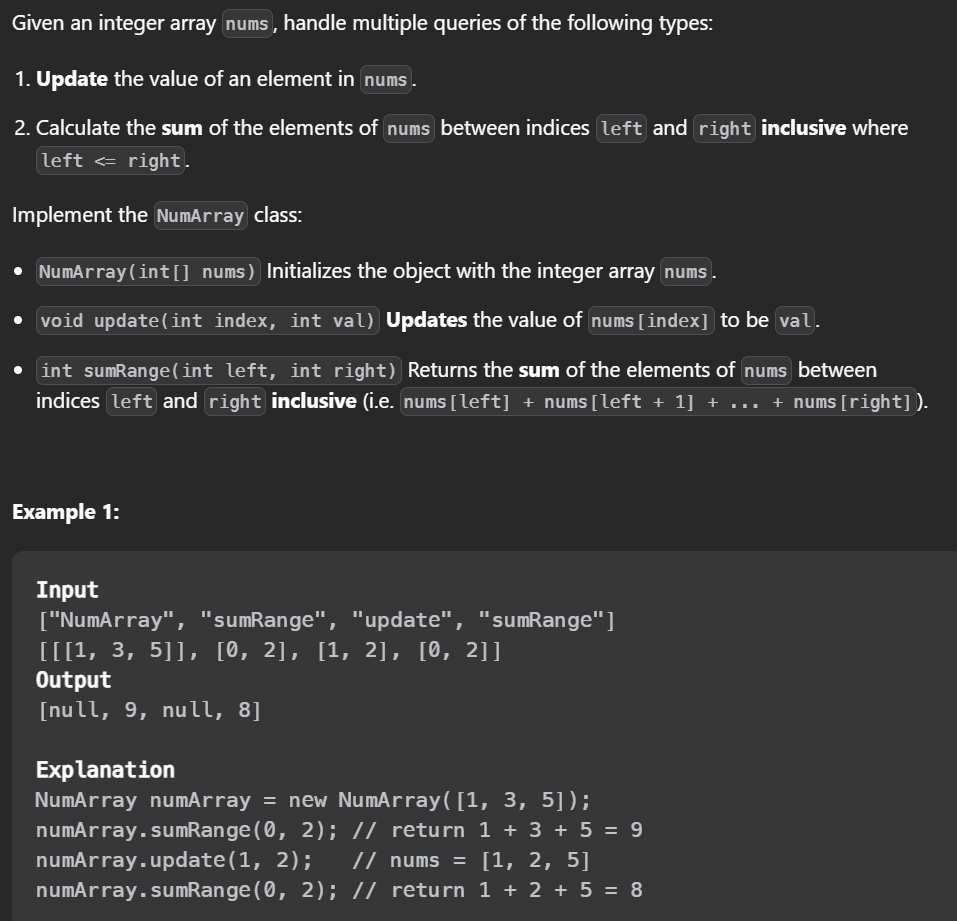 Given an integer array nums, handle multiple queries of the following types:
1. Update the value of an element in nums.
2. Calculate the sum of the elements of nums between indices left and right inclusive where
left <= right.
Implement the NumArray class:
• NumArray(int[] nums) Initializes the object with the integer array nums.
• void update(int index, int val) Updates the value of nums[index] to be val.
• int sumRange(int left, int right) Returns the sum of the elements of nums between
indices left and right inclusive (i.e. nums[left] + nums[left + 1] + ... + nums[right]).
Example 1:
Input
["NumArray", "sumRange", "update", "sumRange"]
[[[1, 3, 5]], [0, 2], [1, 2], [0, 2]]
Output
[null, 9, null, 8]
Explanation
NumArray numArray = new NumArray([1, 3, 5]);
numArray.sumRange(0, 2); // return 1 + 3 + 5 = 9
numArray.update(1, 2);   // nums = [1, 2, 5]
numArray.sumRange(0, 2); // return 1 + 2 + 5 = 8